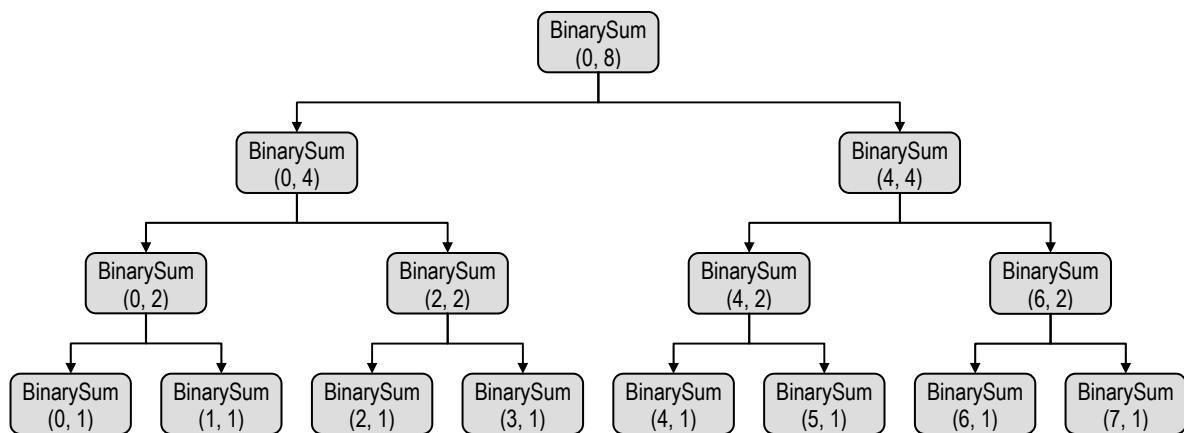 BinarySum
(0, 8)
BinarySum
(0, 4)
BinarySum
(4, 4)
BinarySum
(0, 2)
BinarySum
(2, 2)
BinarySum
(4, 2)
BinarySum
(6, 2)
BinarySum
(0, 1)
BinarySum
(1, 1)
BinarySum
(2, 1)
BinarySum
(3, 1)
BinarySum
(4, 1)
BinarySum
(5, 1)
BinarySum
(6, 1)
BinarySum
(7, 1)